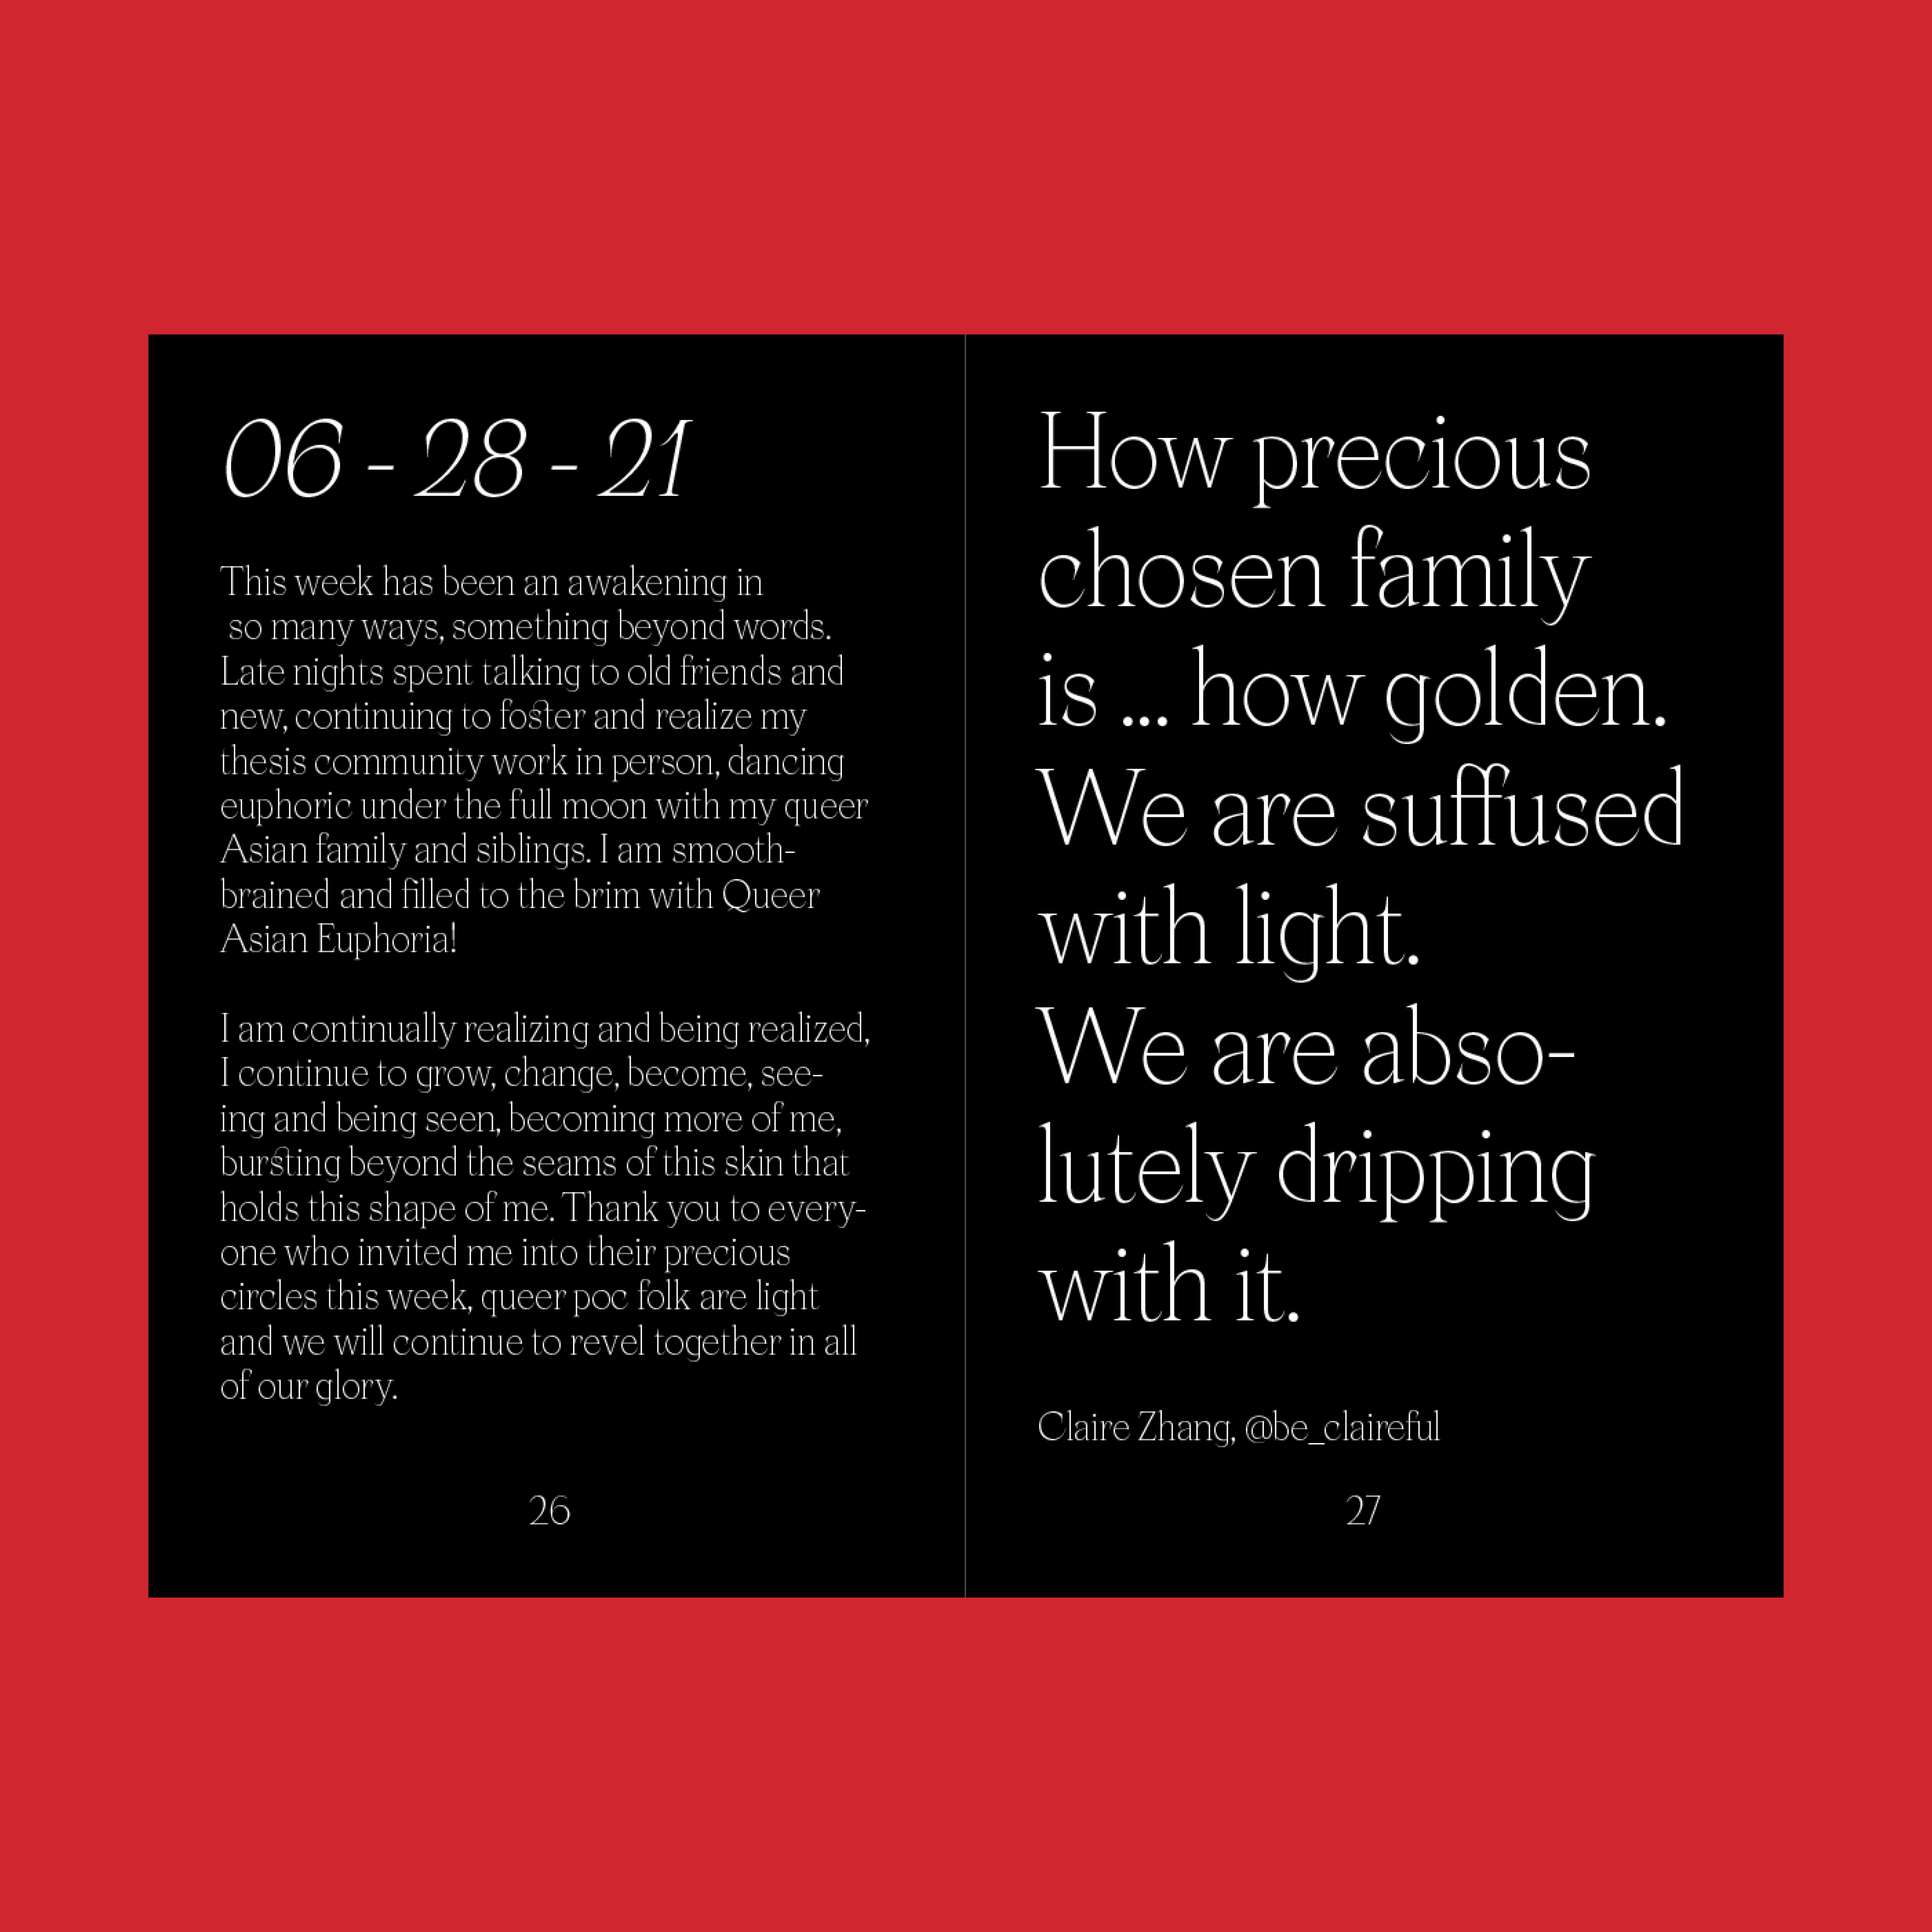 06 - 28 - 21
This week has been an awakening in
so many ways, something beyond words.
Late nights spent talking to old friends and
new, continuing to foster and realize my
thesis community work in person, dancing
euphoric under the full moon with my queer
Asian family and siblings. I am smooth-
brained and filled to the brim with Queer
Asian Euphoria!
I am continually realizing and being realized,
I continue to grow, change, become, see-
ing and being seen, becoming more of me,
bursting beyond the seams of this skin that
holds this shape of me. Thank you to every-
one who invited me into their precious
circles this week, queer poc folk are light
and we will continue to revel together in all
of our glory.
26
How precious
chosen family
is ... how golden.
We are suffused
with light.
We are abso-
lutely dripping
with it.
Claire Zhang, @be_claireful
27